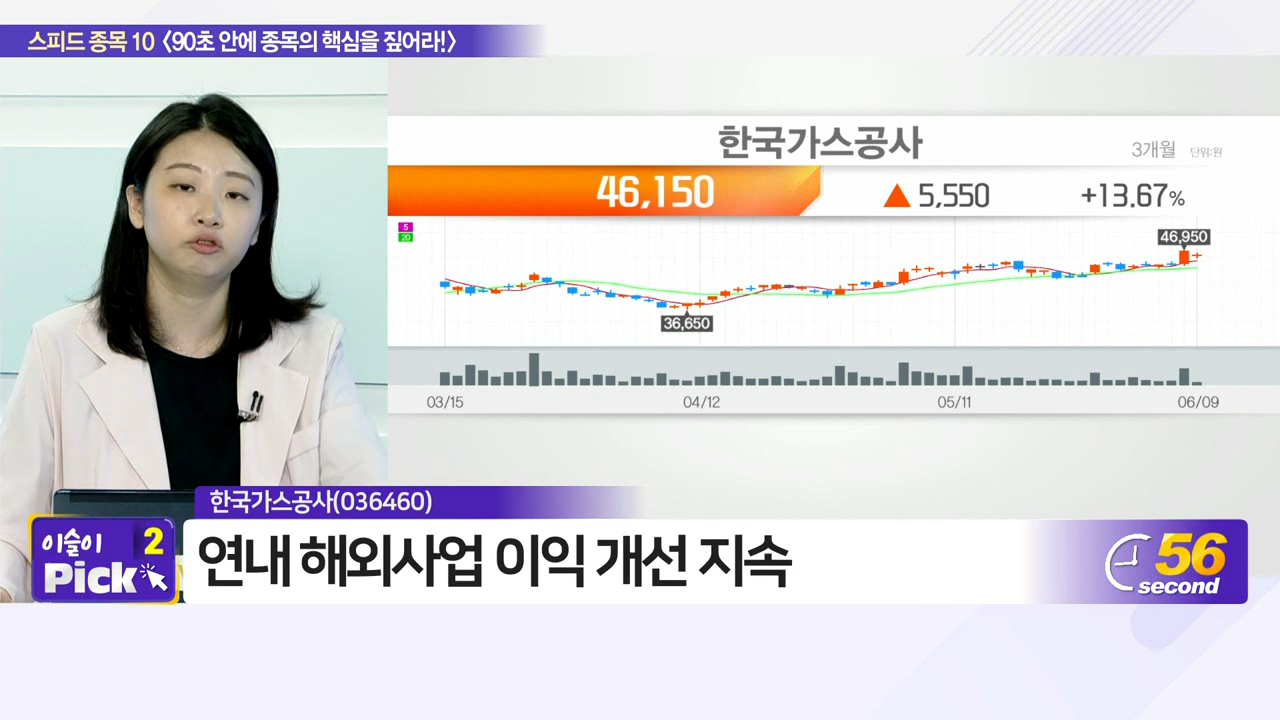 스피드 종목 10 〈90초 안에 종목의 핵심을 짚어라!〉
한국가스공사
3개월 단위:원
46,150 ▲ 5,550 +13.67%
5
20
46,950
36,650
03/15 04/12 05/11 06/09
한국가스공사(036460)
이슬이 2
Pick
연내 해외사업 이익 개선 지속
56
second